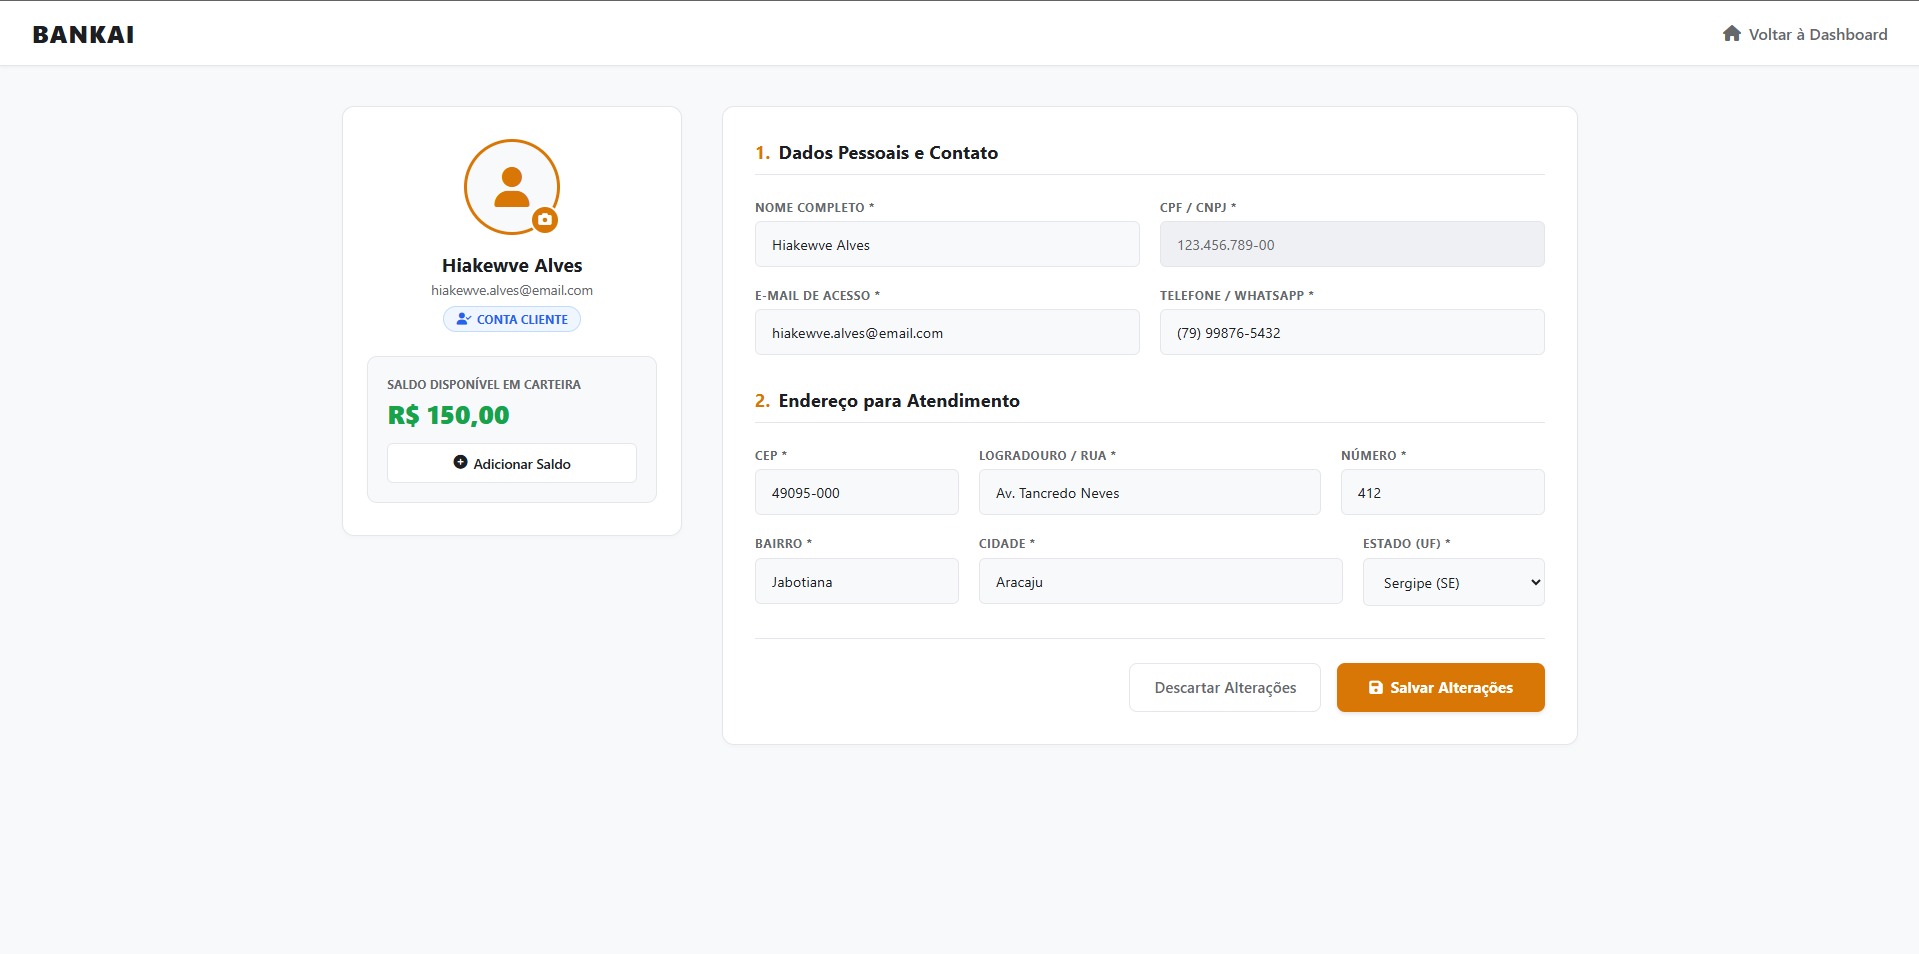 BANKAI
Voltar à Dashboard
Hiakewve Alves
hiakewve.alves@email.com
CONTA CLIENTE
SALDO DISPONÍVEL EM CARTEIRA
R$ 150,00
Adicionar Saldo
1. Dados Pessoais e Contato
NOME COMPLETO *
CPF / CNPJ *
Hiakewve Alves
123.456.789-00
E-MAIL DE ACESSO *
TELEFONE / WHATSAPP *
hiakewve.alves@email.com
(79) 99876-5432
2. Endereço para Atendimento
CEP *
LOGRADOURO / RUA *
NÚMERO *
49095-000
Av. Tancredo Neves
412
BAIRRO *
CIDADE *
ESTADO (UF) *
Jabotiana
Aracaju
Sergipe (SE)
Descartar Alterações
Salvar Alterações